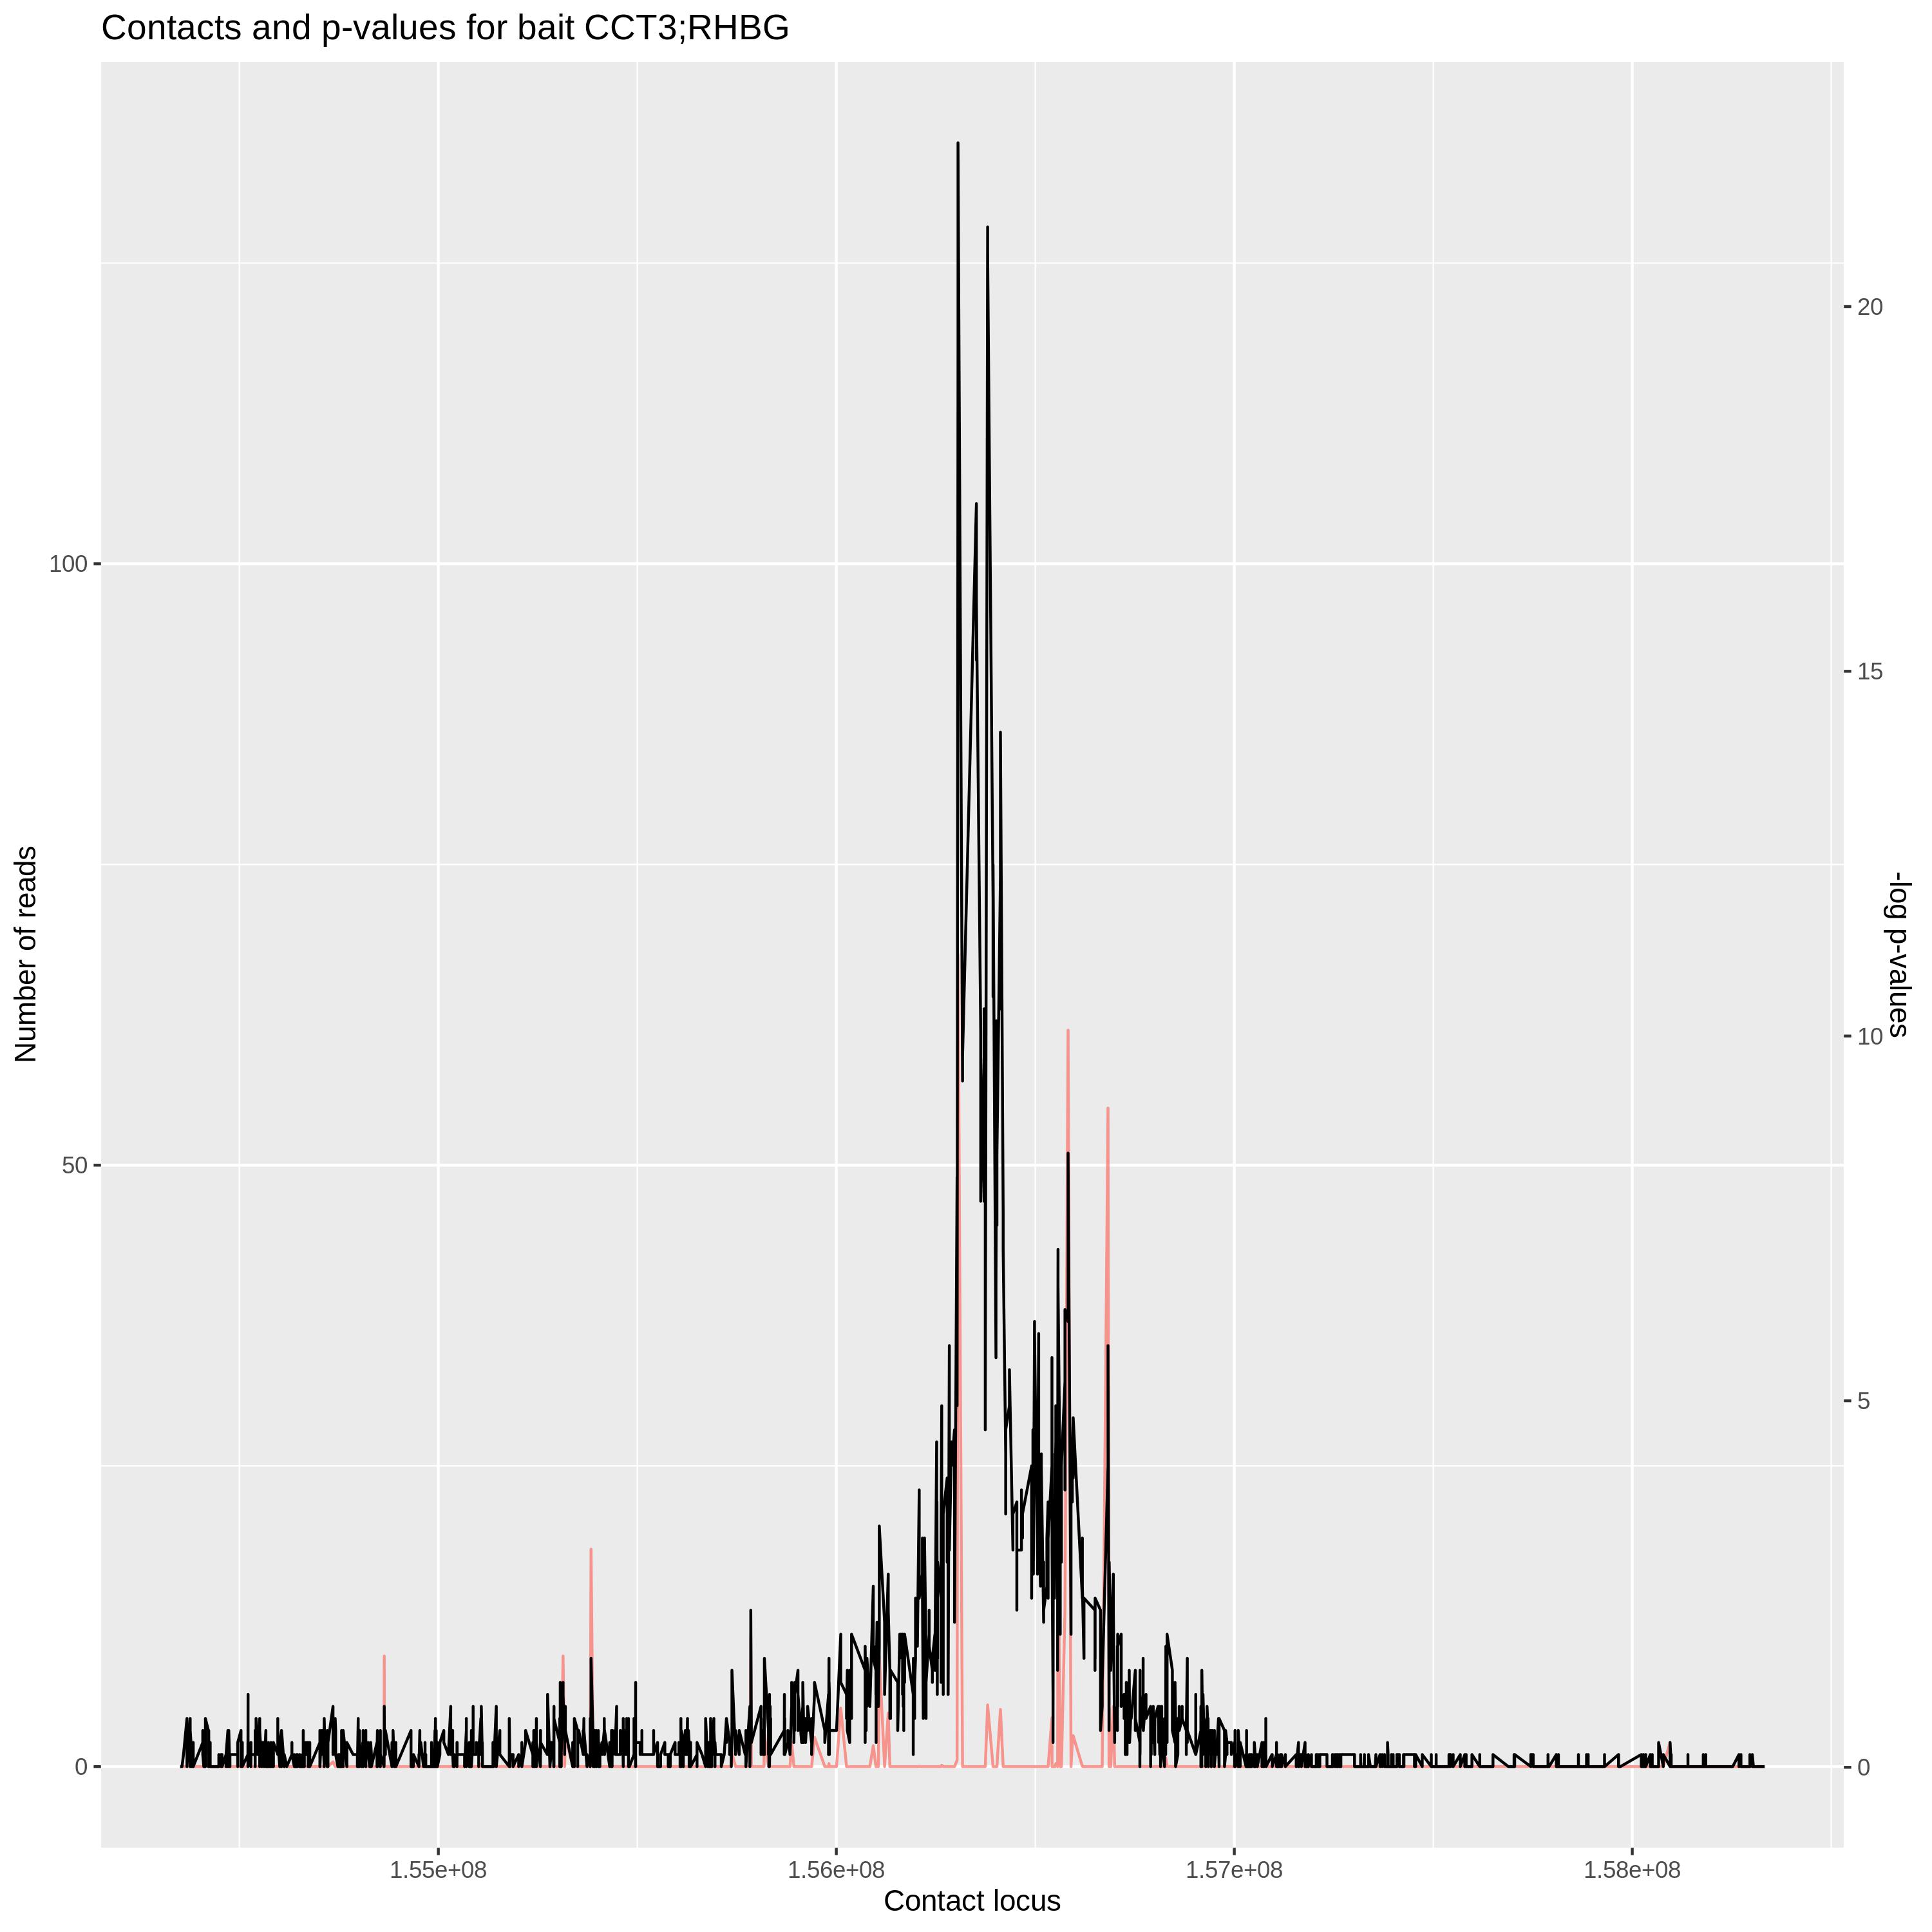 Contacts and p-values for bait CCT3;RHBG
Number of reads
100
50
0
20
15
10
5
0
-log p-values
1.55e+08
1.56e+08
1.57e+08
1.58e+08
Contact locus